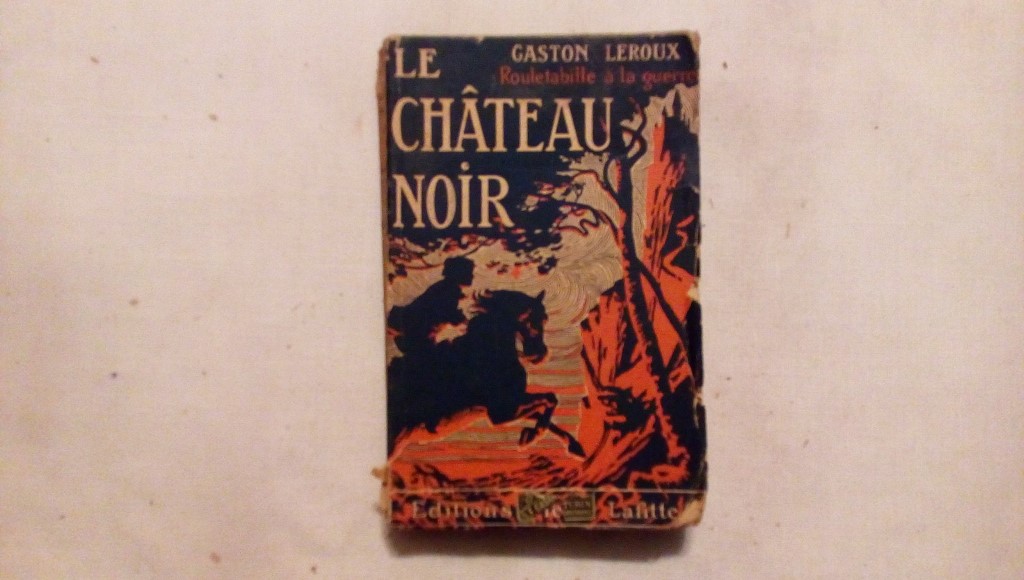 GASTON LEROUX
Rouletabille à la guerre
LE
CHÂTEAU
NOIR
Editions Lafitte